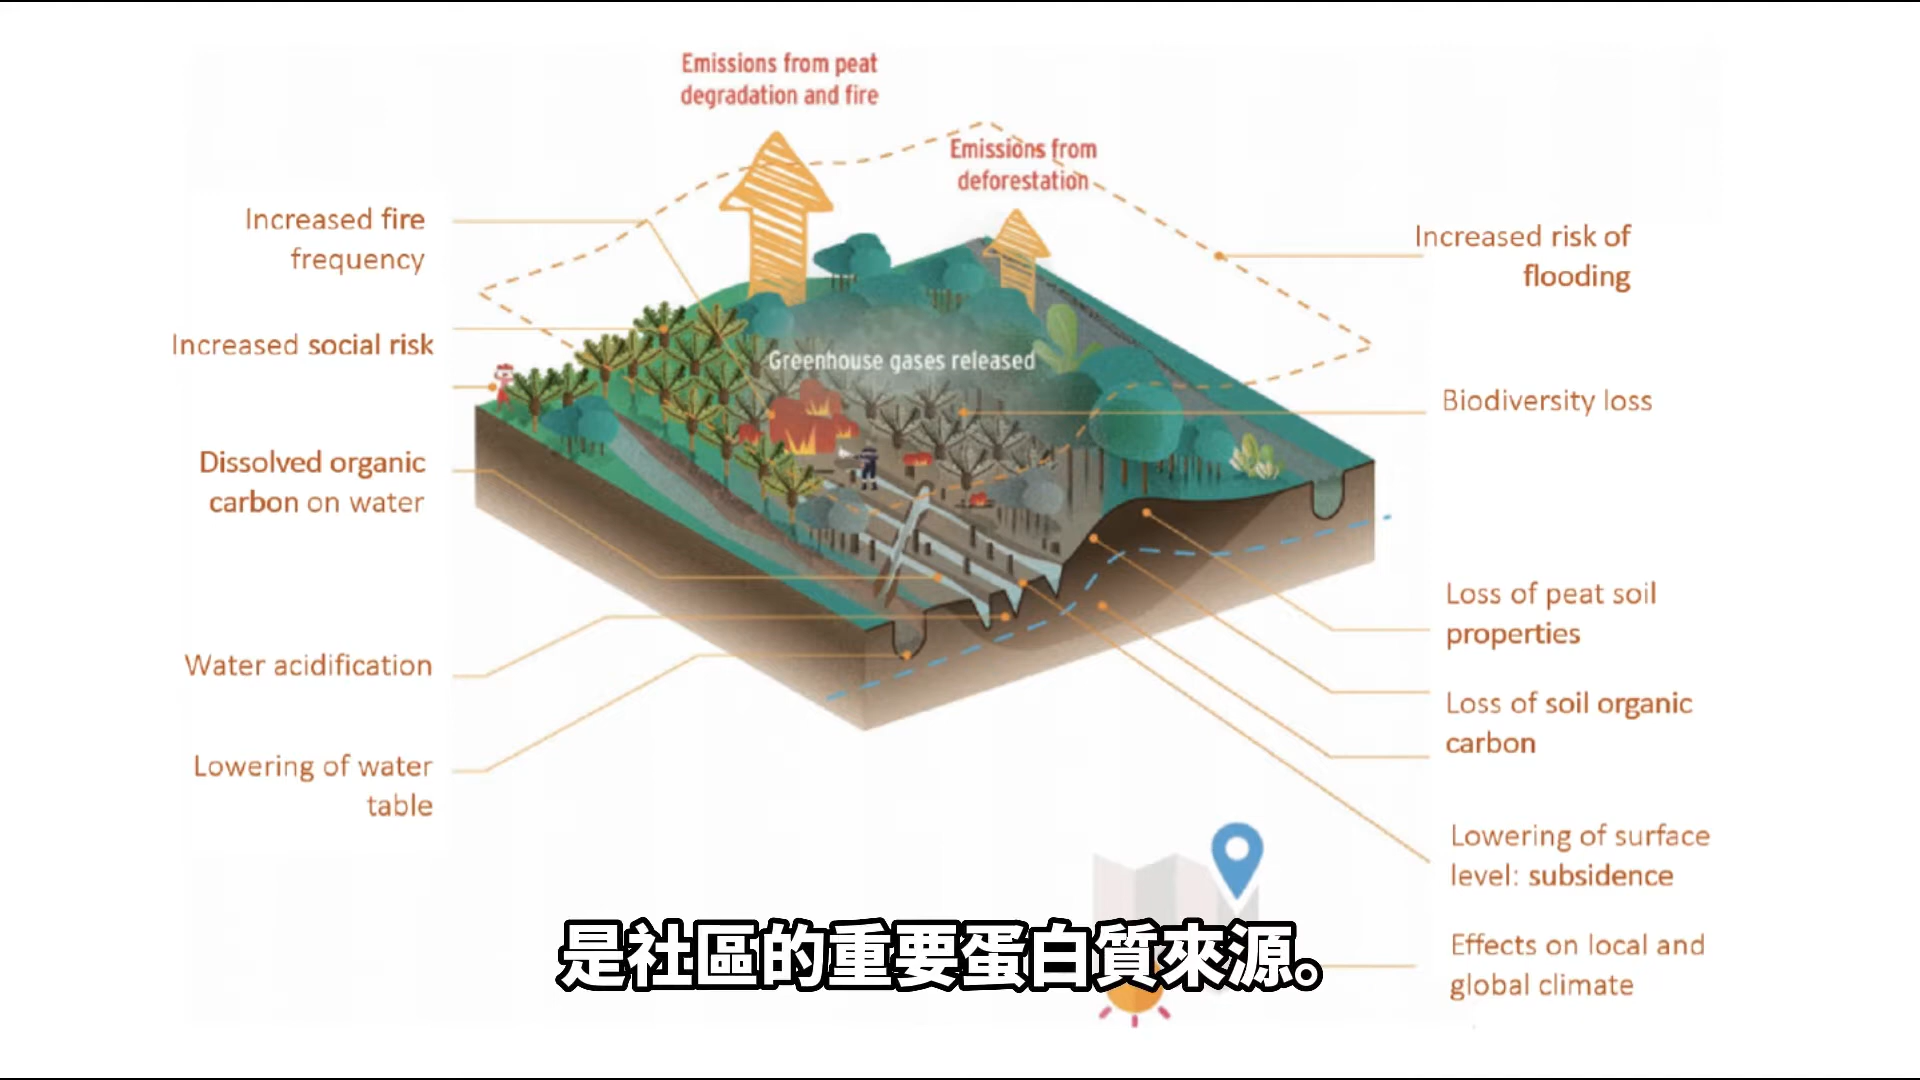 Emissions from peat
degradation and fire
Emissions from
deforestation
Increased fire
frequency
Increased risk of
flooding
Increased social risk
Greenhouse gases released
Biodiversity loss
Dissolved organic
carbon on water
Loss of peat soil
properties
Water acidification
Loss of soil organic
carbon
Lowering of water
table
Lowering of surface
level: subsidence
Effects on local and
global climate
是社區的重要蛋白質來源。